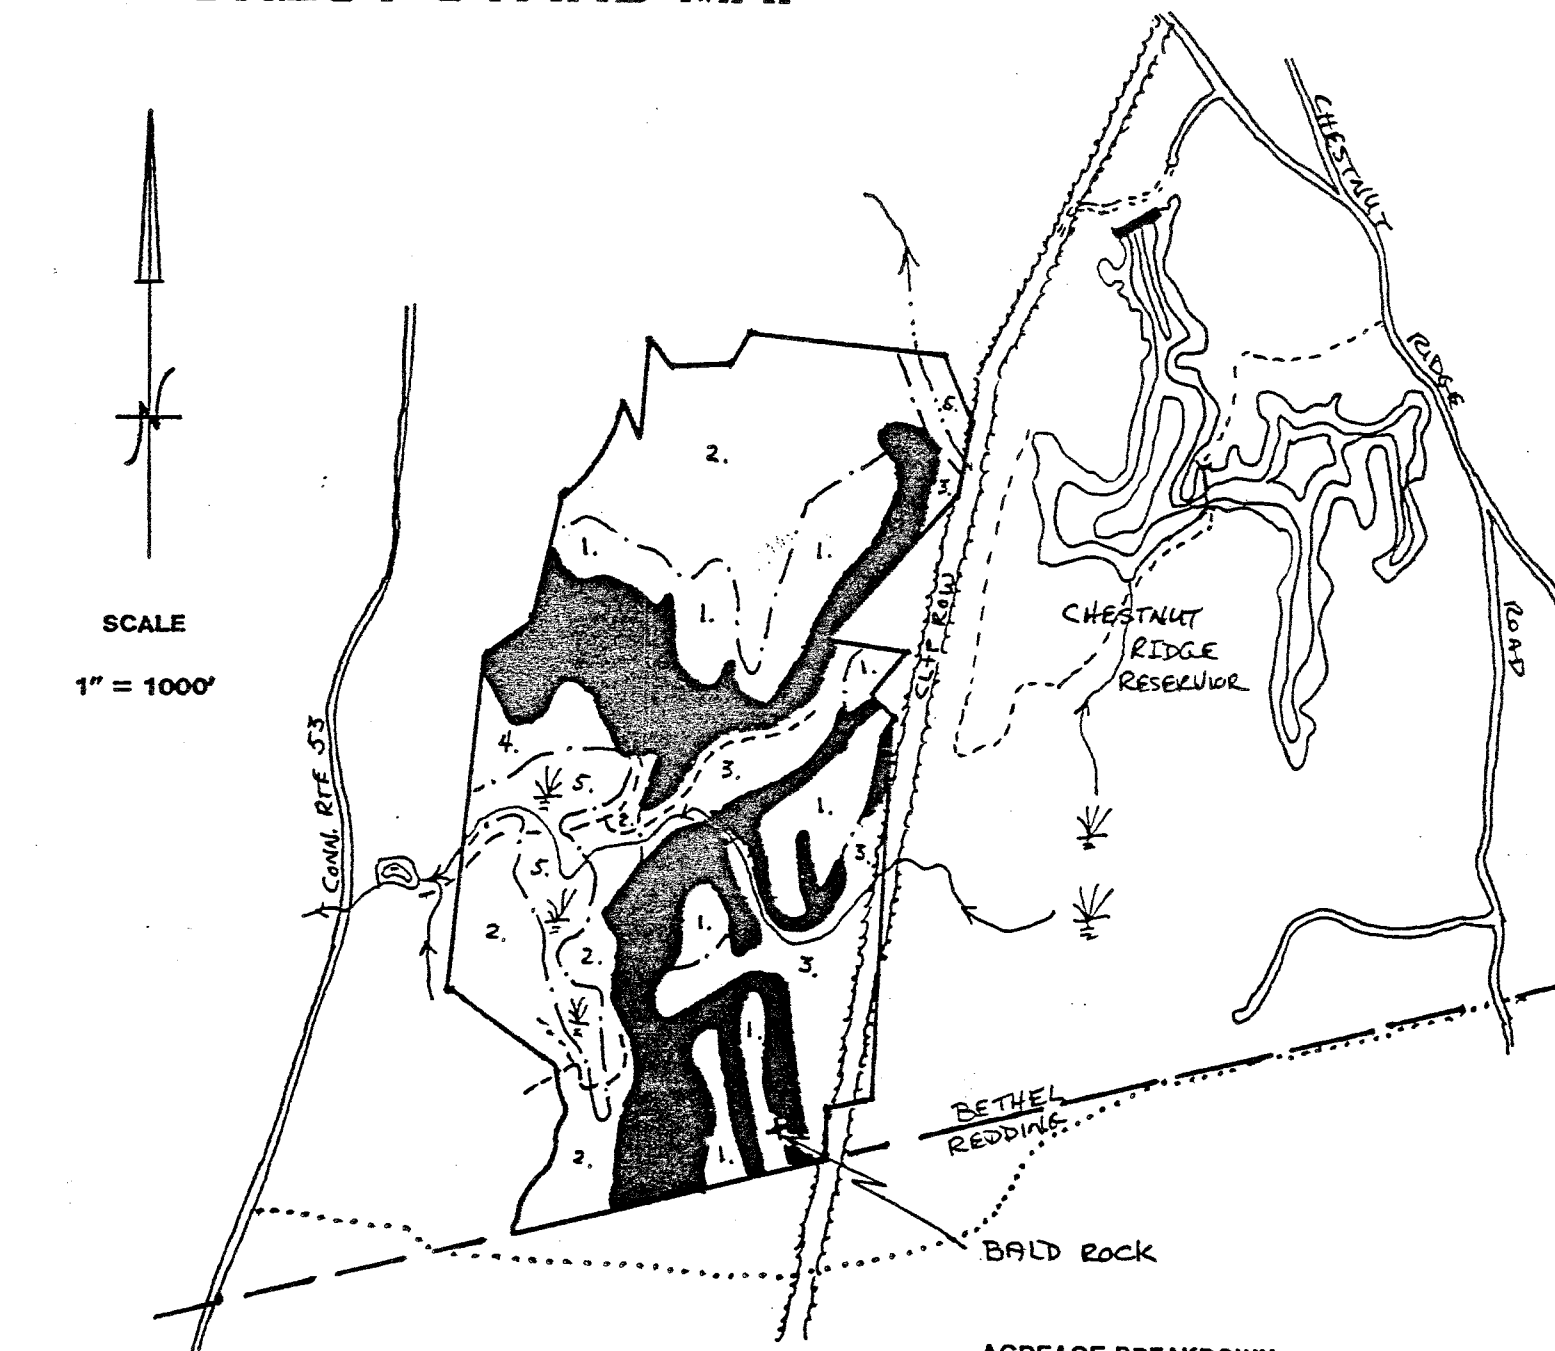 N
CHESTNUT
RIDGE
ROAD
5.
2.
3.
1.
1.
1.
SCALE
1" = 1000'
CHESTNUT
RIDGE
RESERVIOR
CL&P ROW
1.
4.
3.
5.
2.
1.
CONN. RTE 53
5.
3.
2.
1.
2.
3.
1.
BETHEL
REDDING
2.
1.
BALD ROCK
ACREAGE BREAKDOWN